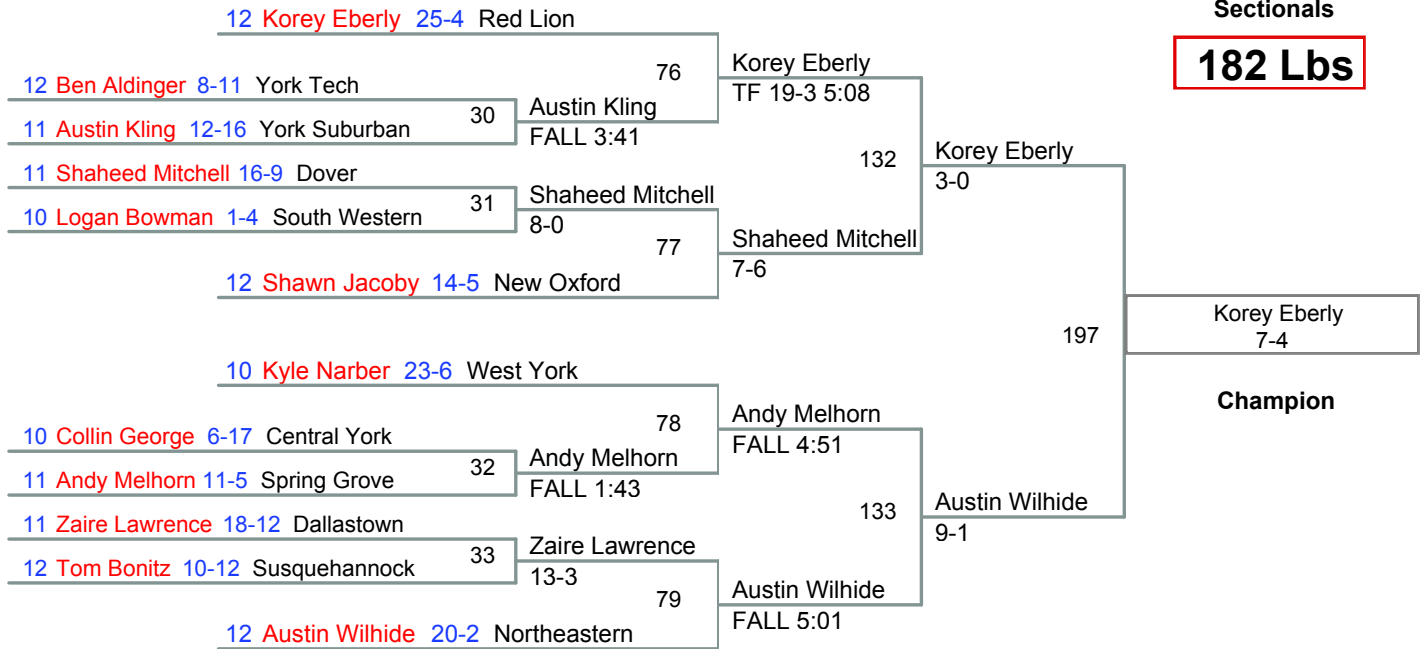 Sectionals
182 Lbs
12 Korey Eberly 25-4 Red Lion
76
Korey Eberly
TF 19-3 5:08
12 Ben Aldinger 8-11 York Tech
30
Austin Kling
FALL 3:41
11 Austin Kling 12-16 York Suburban
132
Korey Eberly
3-0
11 Shaheed Mitchell 16-9 Dover
31
Shaheed Mitchell
8-0
10 Logan Bowman 1-4 South Western
77
Shaheed Mitchell
7-6
12 Shawn Jacoby 14-5 New Oxford
197
Korey Eberly
7-4
Champion
10 Kyle Narber 23-6 West York
78
Andy Melhorn
FALL 4:51
10 Collin George 6-17 Central York
32
Andy Melhorn
FALL 1:43
11 Andy Melhorn 11-5 Spring Grove
133
Austin Wilhide
9-1
11 Zaire Lawrence 18-12 Dallastown
33
Zaire Lawrence
13-3
12 Tom Bonitz 10-12 Susquehannock
79
Austin Wilhide
FALL 5:01
12 Austin Wilhide 20-2 Northeastern